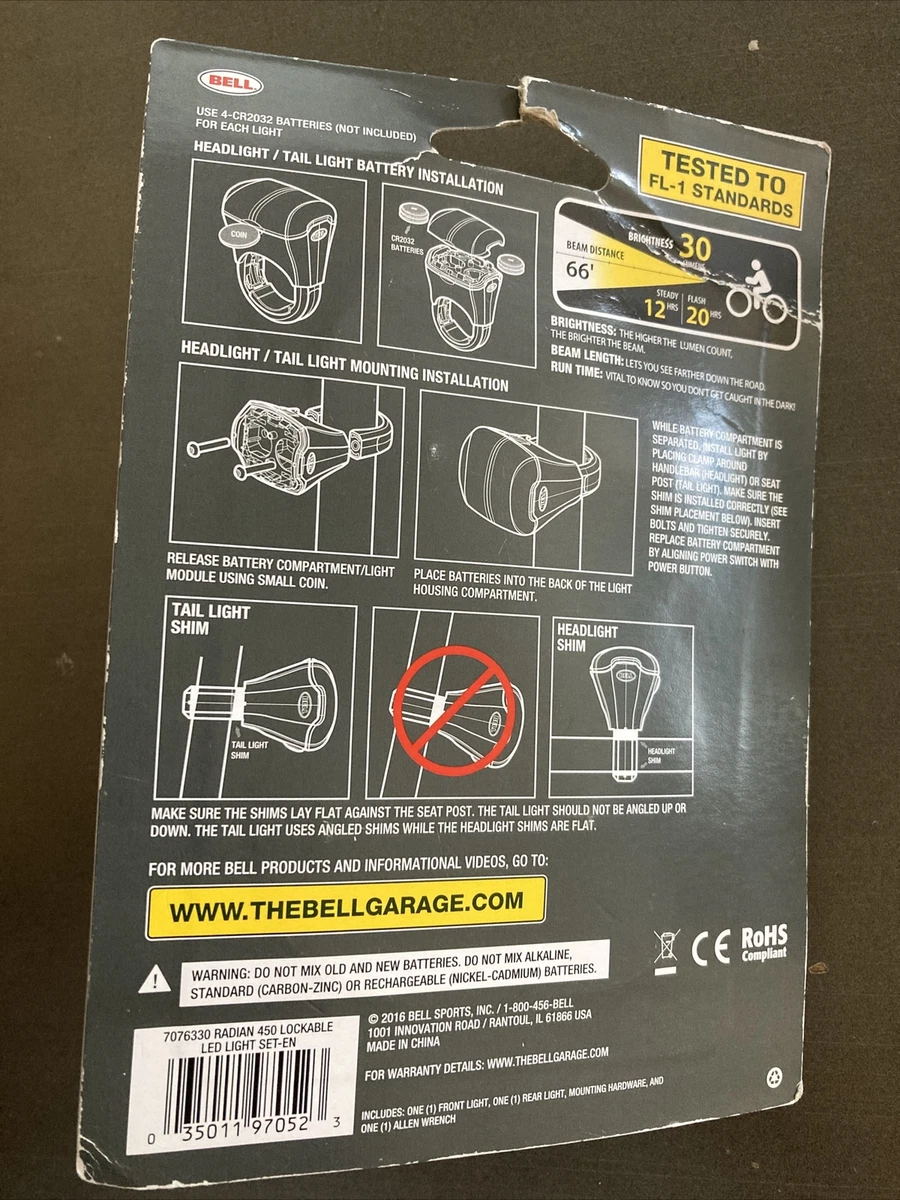 BELL
USE 4-CR2032 BATTERIES (NOT INCLUDED)
FOR EACH LIGHT
HEADLIGHT / TAIL LIGHT BATTERY INSTALLATION
COIN
CR2032
BATTERIES
TESTED TO
FL-1 STANDARDS
BRIGHTNESS 30
LUMENS
BEAM DISTANCE
66'
STEADY
12 HRS
FLASH
20 HRS
BRIGHTNESS: THE HIGHER THE LUMEN COUNT,
THE BRIGHTER THE BEAM.
BEAM LENGTH: LETS YOU SEE FARTHER DOWN THE ROAD.
RUN TIME: VITAL TO KNOW SO YOU DON'T GET CAUGHT IN THE DARK!
HEADLIGHT / TAIL LIGHT MOUNTING INSTALLATION
RELEASE BATTERY COMPARTMENT/LIGHT
MODULE USING SMALL COIN.
PLACE BATTERIES INTO THE BACK OF THE LIGHT
HOUSING COMPARTMENT.
WHILE BATTERY COMPARTMENT IS
SEPARATED, INSTALL LIGHT BY
PLACING CLAMP AROUND
HANDLEBAR (HEADLIGHT) OR SEAT
POST (TAIL LIGHT). MAKE SURE THE
SHIM IS INSTALLED CORRECTLY (SEE
SHIM PLACEMENT BELOW). INSERT
BOLTS AND TIGHTEN SECURELY.
REPLACE BATTERY COMPARTMENT
BY ALIGNING POWER SWITCH WITH
POWER BUTTON.
TAIL LIGHT
SHIM
TAIL LIGHT
SHIM
HEADLIGHT
SHIM
BELL
HEADLIGHT
SHIM
MAKE SURE THE SHIMS LAY FLAT AGAINST THE SEAT POST. THE TAIL LIGHT SHOULD NOT BE ANGLED UP OR
DOWN. THE TAIL LIGHT USES ANGLED SHIMS WHILE THE HEADLIGHT SHIMS ARE FLAT.
FOR MORE BELL PRODUCTS AND INFORMATIONAL VIDEOS, GO TO:
WWW.THEBELLGARAGE.COM
WARNING: DO NOT MIX OLD AND NEW BATTERIES. DO NOT MIX ALKALINE,
STANDARD (CARBON-ZINC) OR RECHARGEABLE (NICKEL-CADMIUM) BATTERIES.
CE
RoHS
Compliant
7076330 RADIAN 450 LOCKABLE
LED LIGHT SET-EN
0 35011 97052 3
© 2016 BELL SPORTS, INC. / 1-800-456-BELL
1001 INNOVATION ROAD / RANTOUL, IL 61866 USA
MADE IN CHINA
FOR WARRANTY DETAILS: WWW.THEBELLGARAGE.COM
INCLUDES: ONE (1) FRONT LIGHT, ONE (1) REAR LIGHT, MOUNTING HARDWARE, AND
ONE (1) ALLEN WRENCH